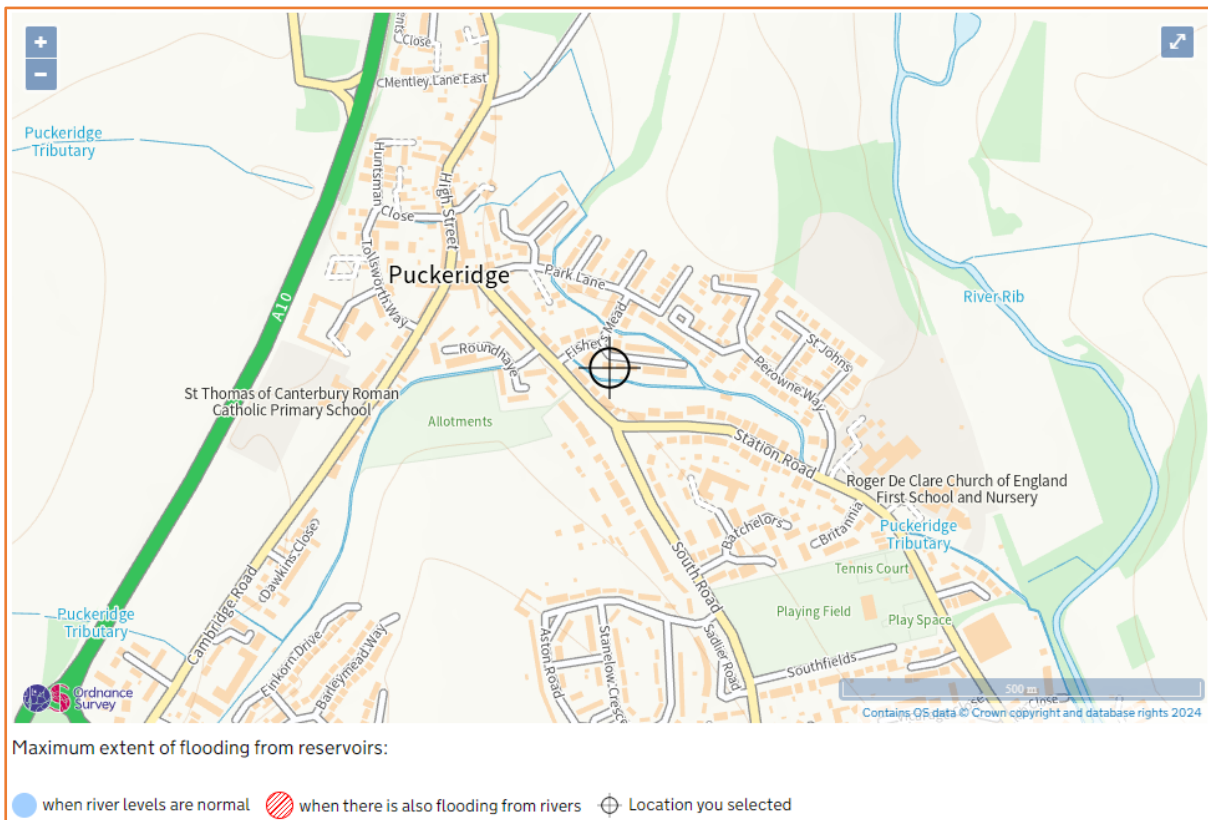 +
−
ents Close
Mentley Lane East
Puckeridge
Tributary
Huntsman
Close
High Street
Tollsworth Way
Puckeridge
Park Lane
A10
River Rib
Fishers Mead
Roundhay
St Johns
Perowne Way
St Thomas of Canterbury Roman
Catholic Primary School
Allotments
Station Road
Roger De Clare Church of England
First School and Nursery
Batchelors
Britannia
Puckeridge
Tributary
Dawkins Close
South Road
Tennis Court
Puckeridge
Tributary
Cambridge Road
Playing Field
Play Space
Einkorn Drive
Barleymead Way
Aston Road
Stanelow Cresc
Sadlier Road
Southfields
Ordnance
Survey
500 m
Close
Contains OS data © Crown copyright and database rights 2024
Maximum extent of flooding from reservoirs:
when river levels are normal when there is also flooding from rivers Location you selected